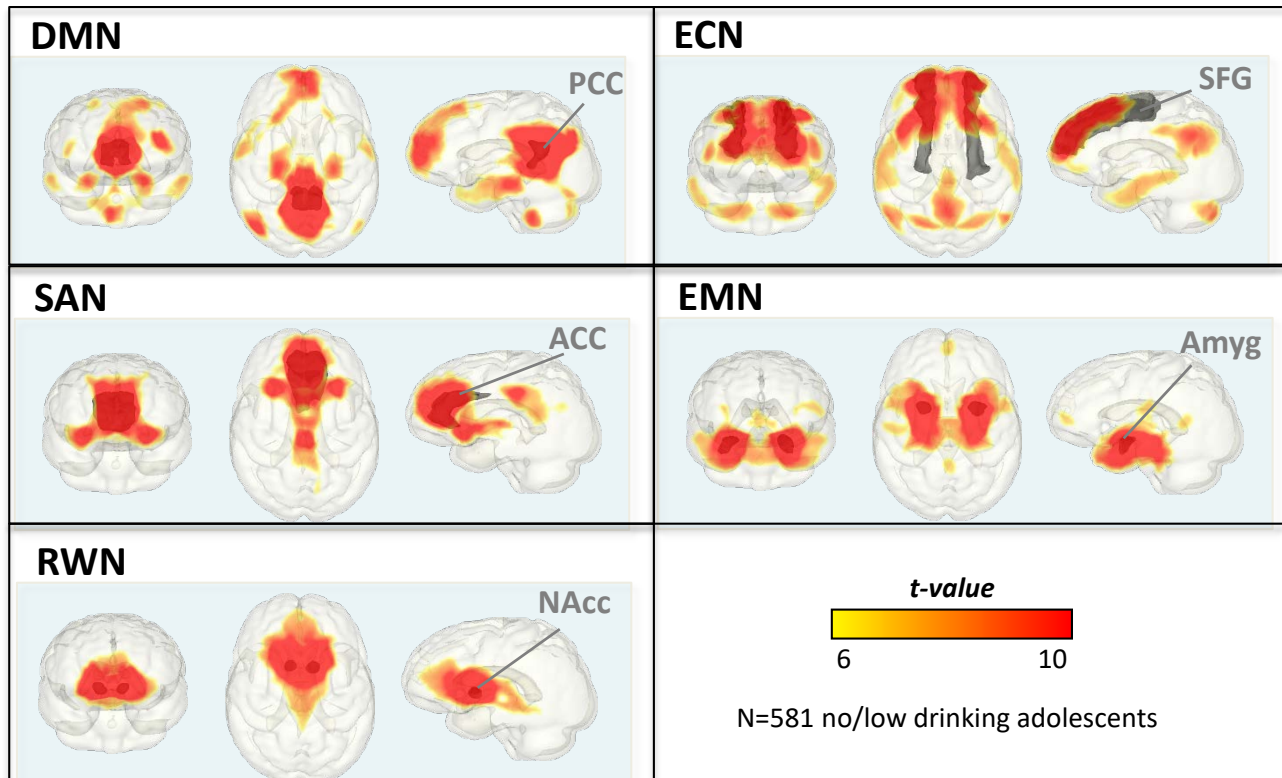 DMN
PCC
ECN
SFG
SAN
ACC
EMN
Amyg
RWN
NAcc
t-value
6 10
N=581 no/low drinking adolescents